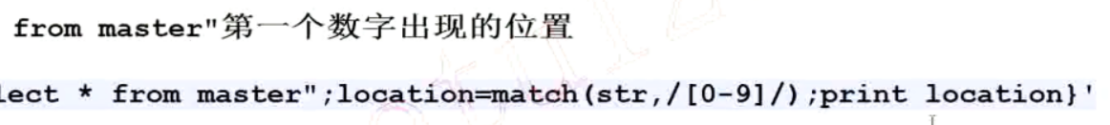 from master"第一个数字出现的位置
lect * from master";location=match(str,/[0-9]/);print location}'